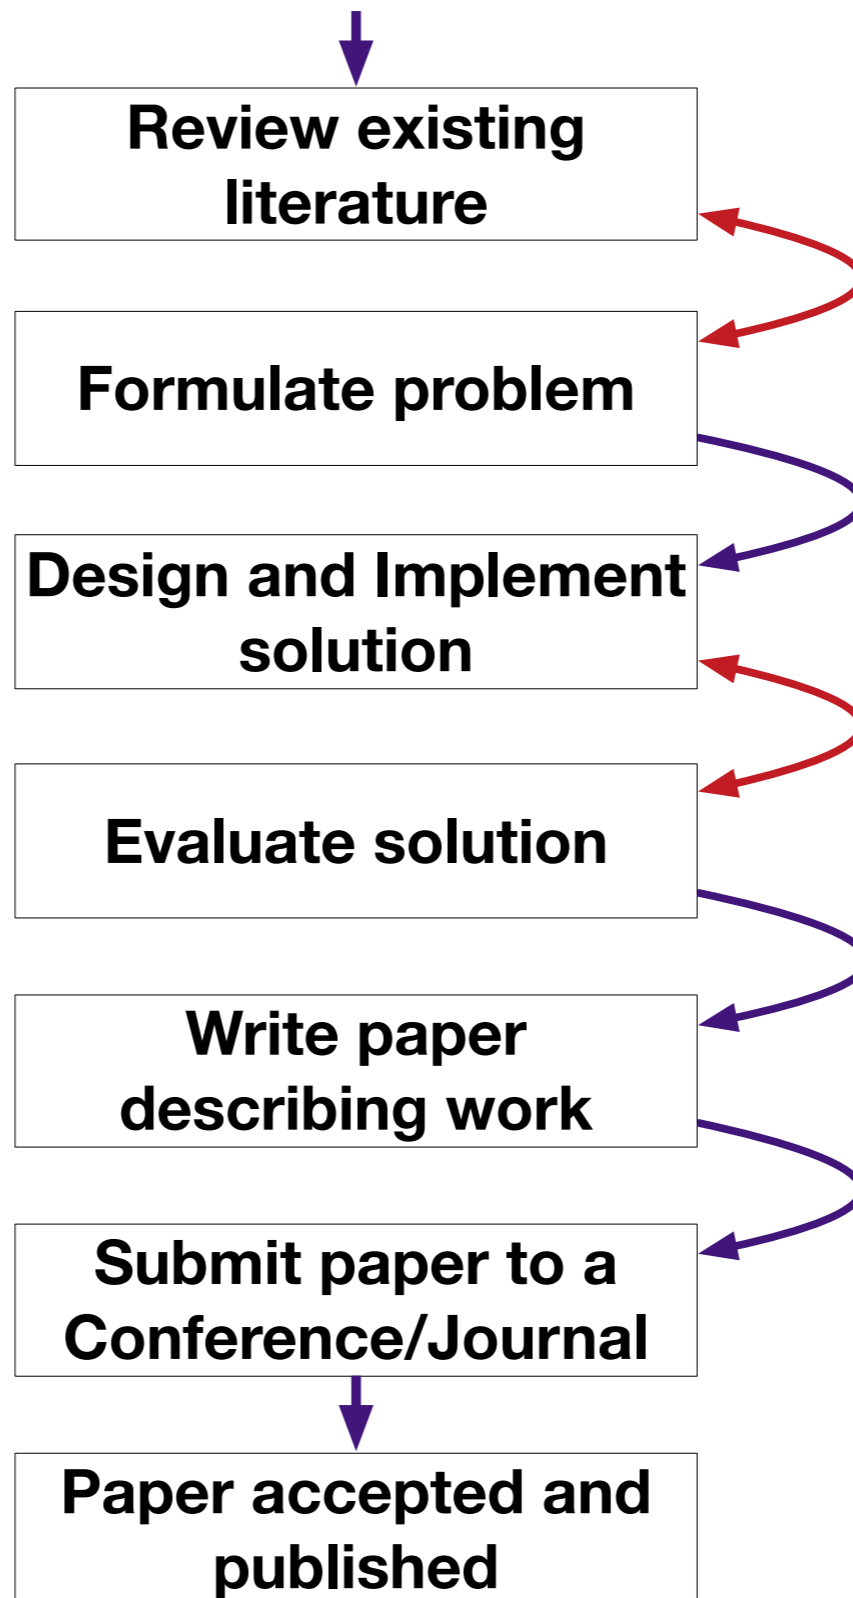 Review existing
literature
Formulate problem
Design and Implement
solution
Evaluate solution
Write paper
describing work
Submit paper to a
Conference/Journal
Paper accepted and
published